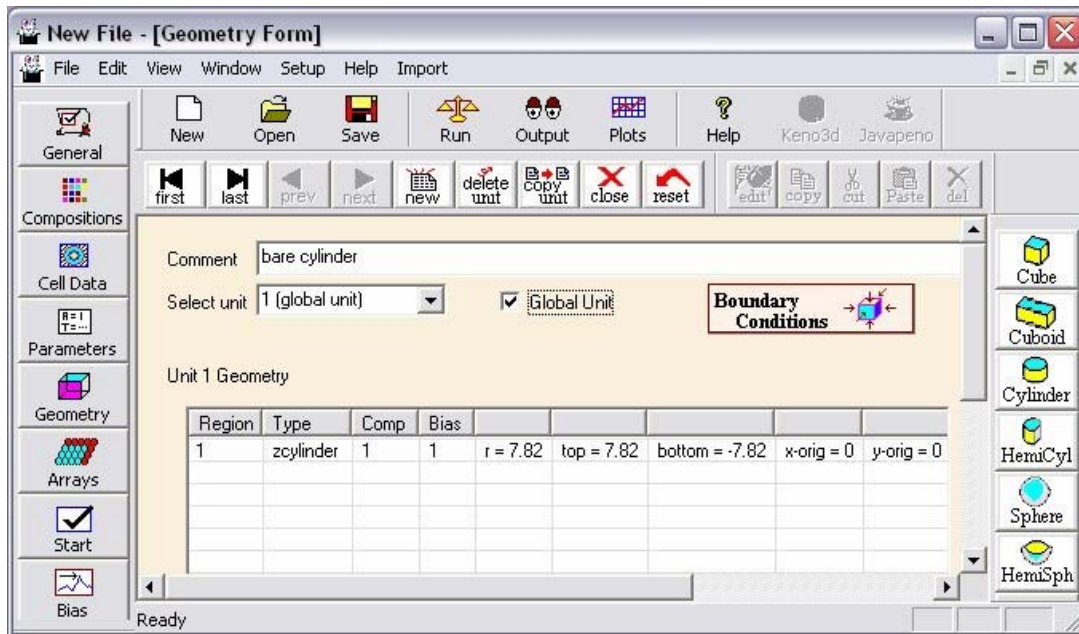 New File - [Geometry Form]
File Edit View Window Setup Help Import
General
Compositions
Cell Data
R= I
T=...
Parameters
Geometry
Arrays
Start
Bias
New Open Save Run Output Plots Help Keno3d Javapeno
first last prev next new delete unit copy unit close reset edit copy cut Paste del
Comment bare cylinder
Select unit 1 (global unit) Global Unit
Boundary Conditions
Unit 1 Geometry
Region Type Comp Bias
1 zcylinder 1 1 r = 7.82 top = 7.82 bottom = -7.82 x-orig = 0 y-orig = 0
Cube
Cuboid
Cylinder
HemiCyl
Sphere
HemiSph
Ready